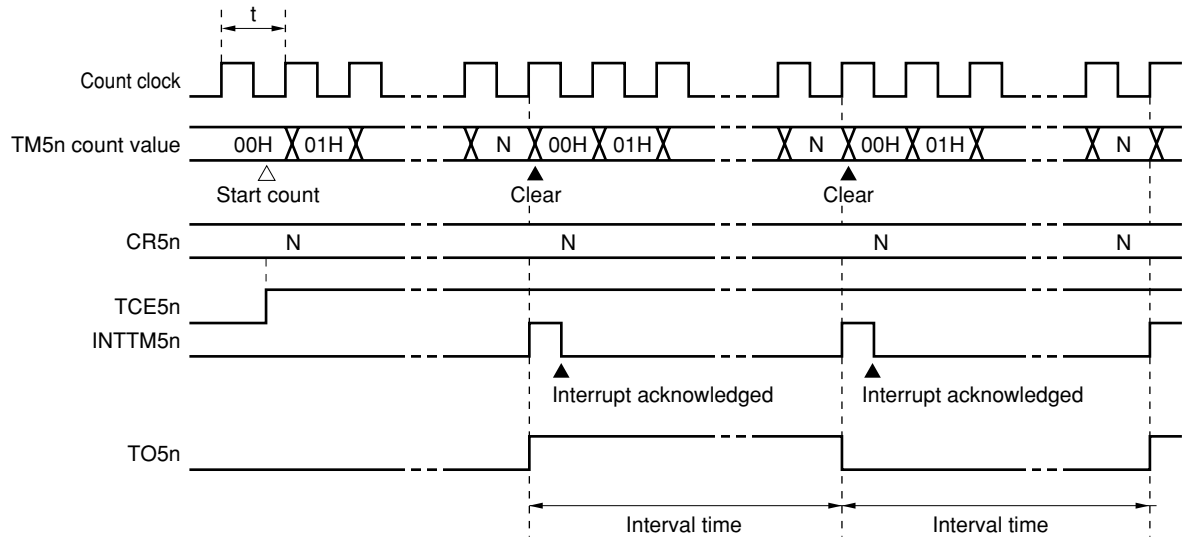 t
Count clock
TM5n count value 00H 01H N 00H 01H N 00H 01H N
Start count Clear Clear
CR5n N N N N
TCE5n
INTTM5n
Interrupt acknowledged Interrupt acknowledged
TO5n
Interval time Interval time